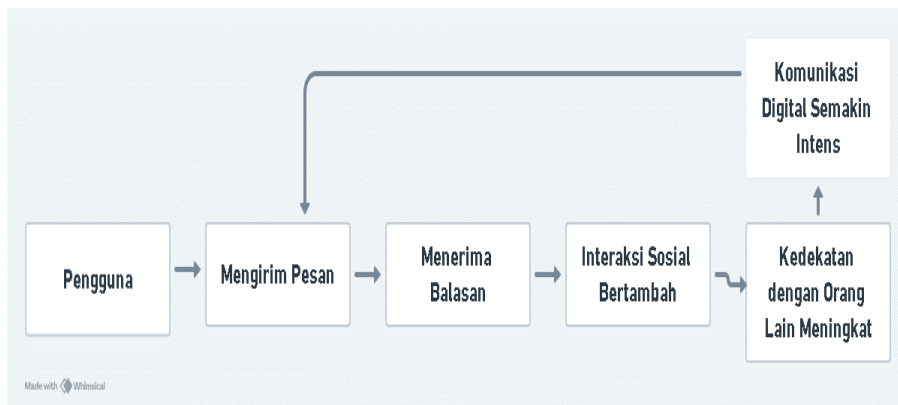 Komunikasi
Digital Semakin
Intens
Pengguna
Mengirim Pesan
Menerima
Balasan
Interaksi Sosial
Bertambah
Kedekatan
dengan Orang
Lain Meningkat
Made with Whimsical